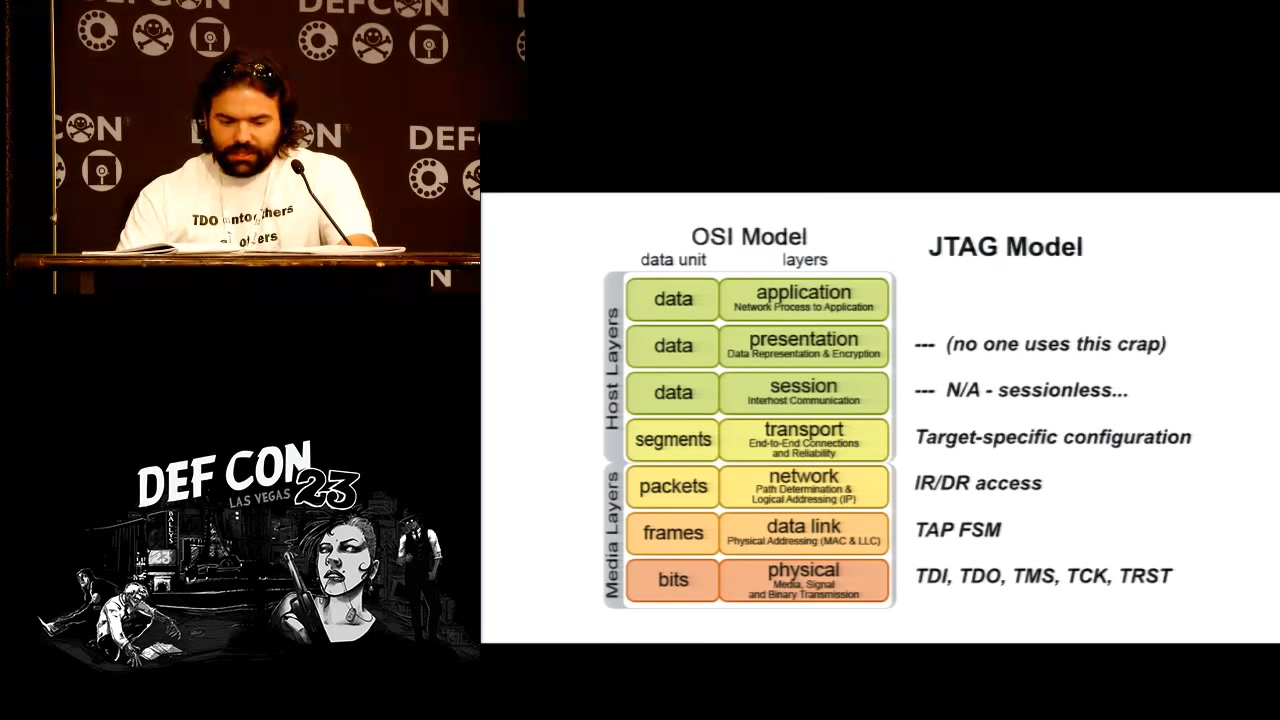 DEFCON
DEFCON
DEFCON
TDO unto others
DEF CON 23
LAS VEGAS
BALLY'S
OSI Model
JTAG Model
data unit
layers
Host Layers
data
application
Network Process to Application
data
presentation
Data Representation & Encryption
--- (no one uses this crap)
data
session
Interhost Communication
--- N/A - sessionless...
segments
transport
End-to-End Connections
and Reliability
Target-specific configuration
Media Layers
packets
network
Path Determination &
Logical Addressing (IP)
IR/DR access
frames
data link
Physical Addressing (MAC & LLC)
TAP FSM
bits
physical
Media, Signal
and Binary Transmission
TDI, TDO, TMS, TCK, TRST